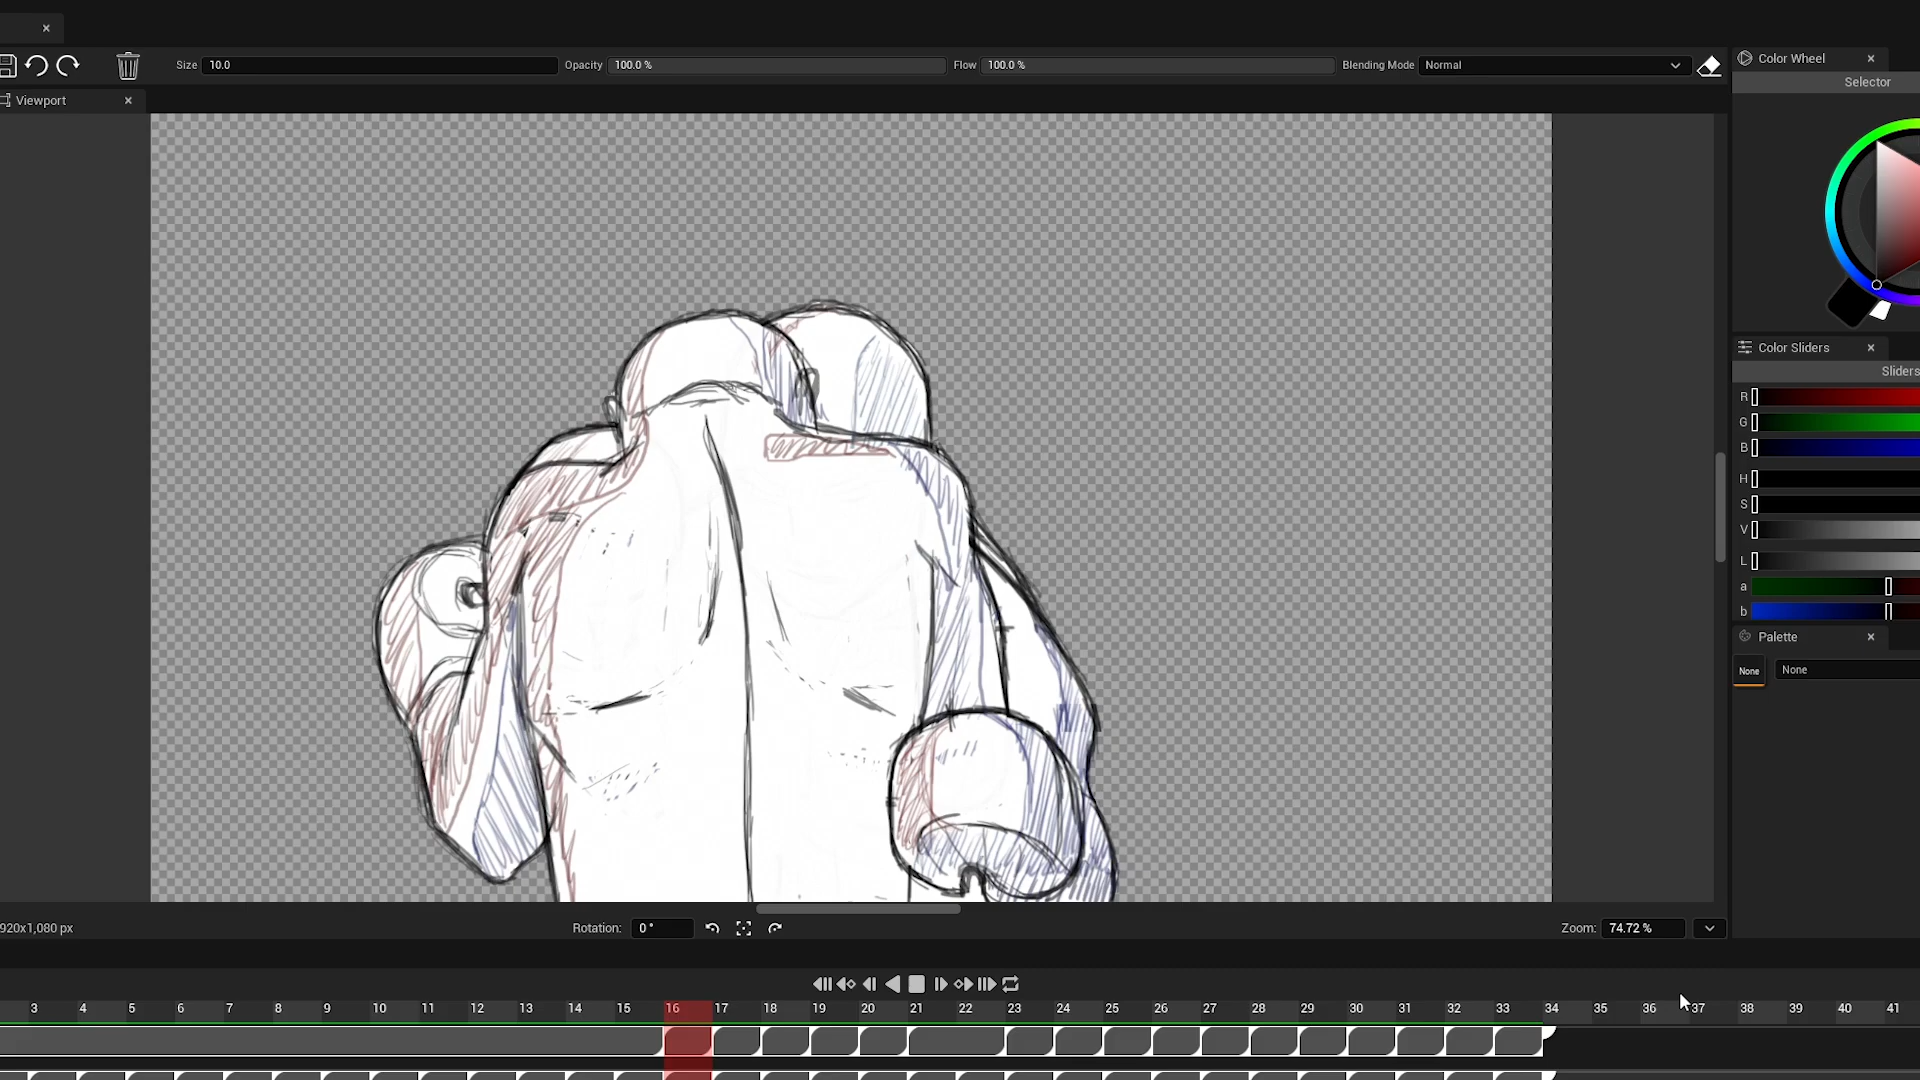 Size 10.0 Opacity 100.0 % Flow 100.0 % Blending Mode Normal
Color Wheel
Selector
Viewport
Color Sliders
Sliders
R
G
B
H
S
V
L
a
b
Palette
None None
920x1,080 px Rotation: 0° Zoom: 74.72 %
3 4 5 6 7 8 9 10 11 12 13 14 15 16 17 18 19 20 21 22 23 24 25 26 27 28 29 30 31 32 33 34 35 36 37 38 39 40 41